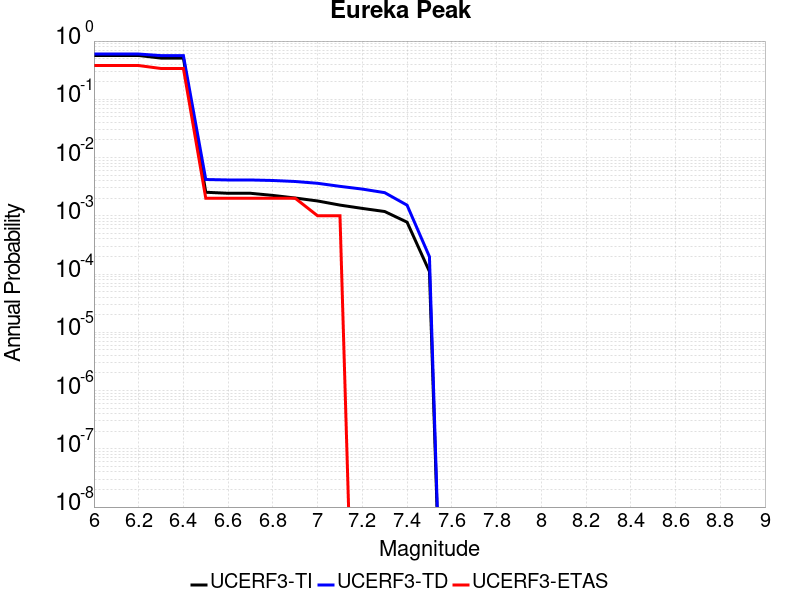 Eureka Peak
10^0
10^-1
10^-2
10^-3
10^-4
10^-5
10^-6
10^-7
10^-8
Annual Probability
6 6.2 6.4 6.6 6.8 7 7.2 7.4 7.6 7.8 8 8.2 8.4 8.6 8.8 9
Magnitude
UCERF3-TI UCERF3-TD UCERF3-ETAS